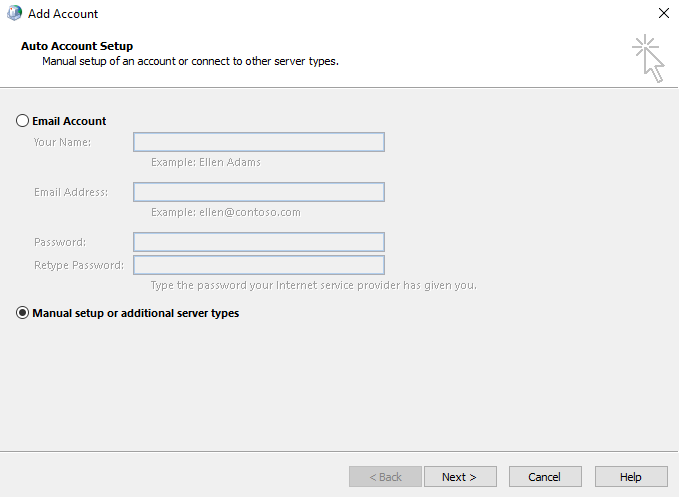 Add Account
Auto Account Setup
Manual setup of an account or connect to other server types.
Email Account
Your Name:
Example: Ellen Adams
Email Address:
Example: ellen@contoso.com
Password:
Retype Password:
Type the password your Internet service provider has given you.
Manual setup or additional server types
< Back Next > Cancel Help